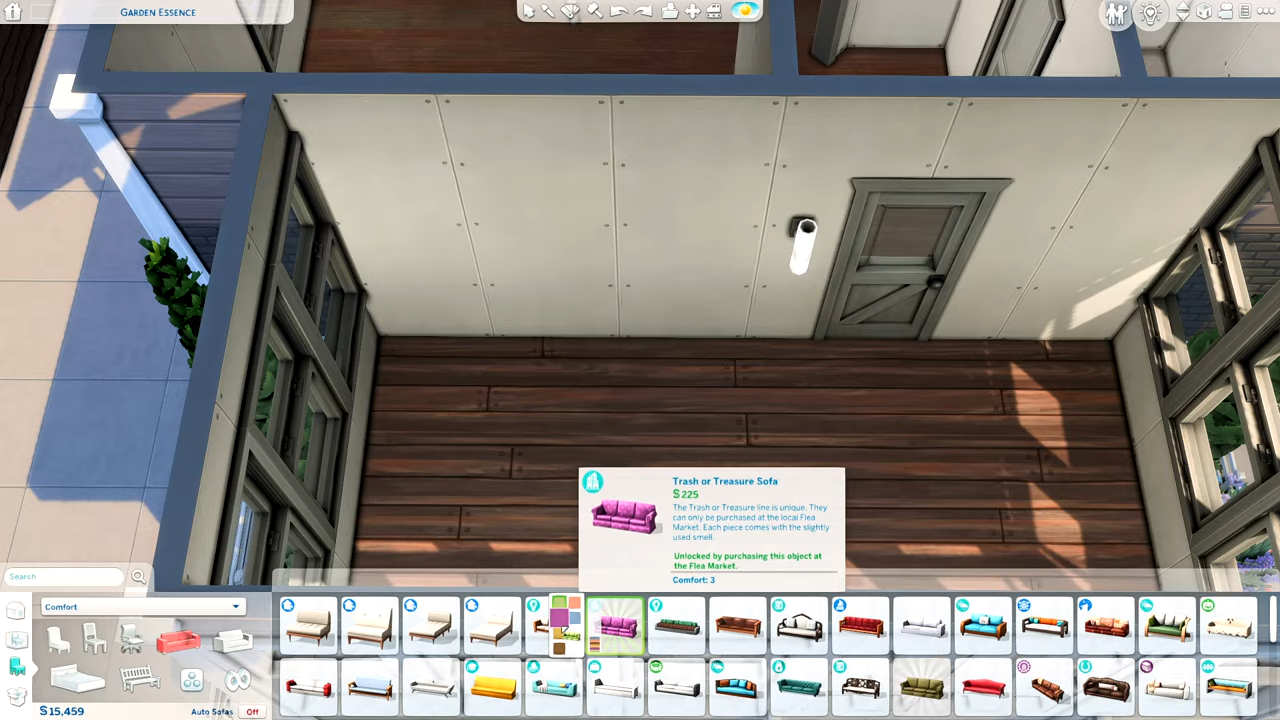 GARDEN ESSENCE
Trash or Treasure Sofa
§225
The Trash or Treasure line is unique. They
can only be purchased at the local Flea
Market. Each piece comes with the slightly
used smell.
Unlocked by purchasing this object at
the Flea Market.
Comfort: 3
Search
Comfort
§15,459
Auto Sofas Off